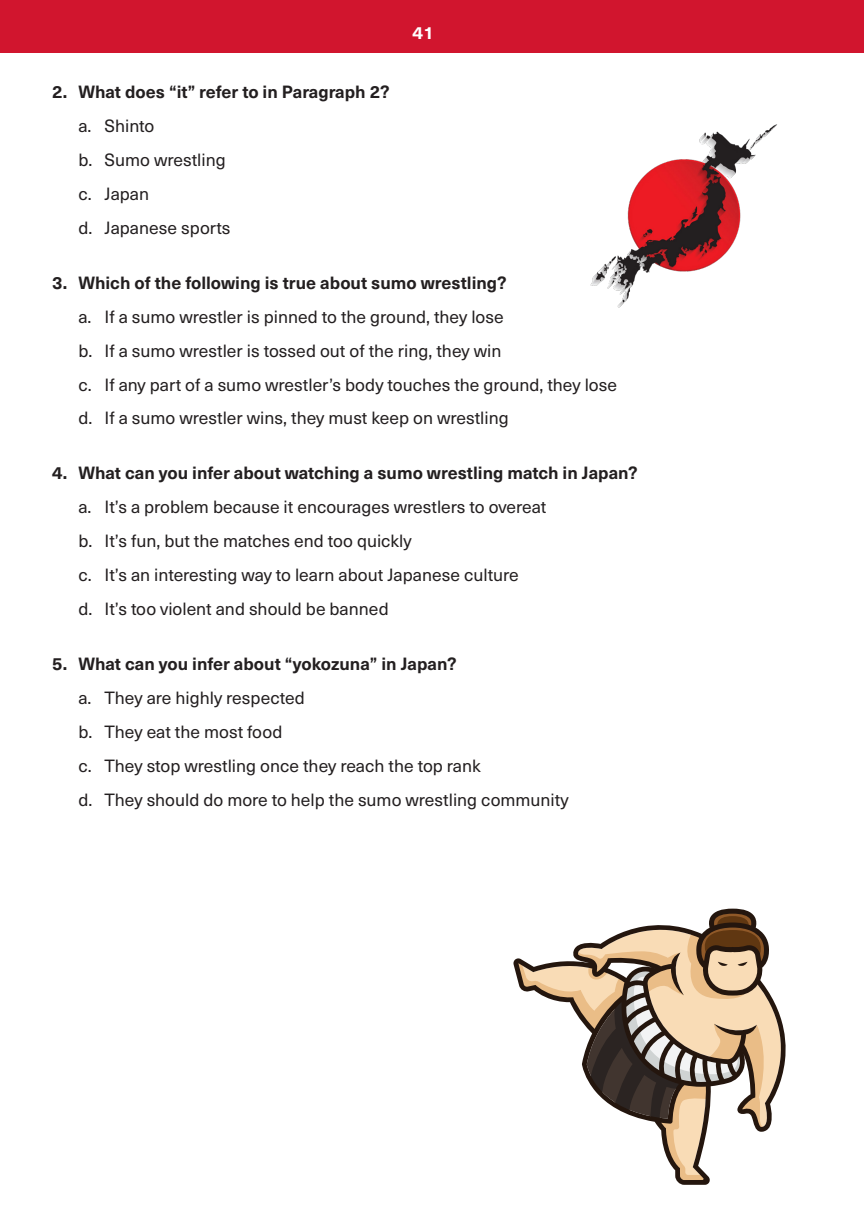 41
2. What does “it” refer to in Paragraph 2?
a. Shinto
b. Sumo wrestling
c. Japan
d. Japanese sports
3. Which of the following is true about sumo wrestling?
a. If a sumo wrestler is pinned to the ground, they lose
b. If a sumo wrestler is tossed out of the ring, they win
c. If any part of a sumo wrestler’s body touches the ground, they lose
d. If a sumo wrestler wins, they must keep on wrestling
4. What can you infer about watching a sumo wrestling match in Japan?
a. It’s a problem because it encourages wrestlers to overeat
b. It’s fun, but the matches end too quickly
c. It’s an interesting way to learn about Japanese culture
d. It’s too violent and should be banned
5. What can you infer about “yokozuna” in Japan?
a. They are highly respected
b. They eat the most food
c. They stop wrestling once they reach the top rank
d. They should do more to help the sumo wrestling community